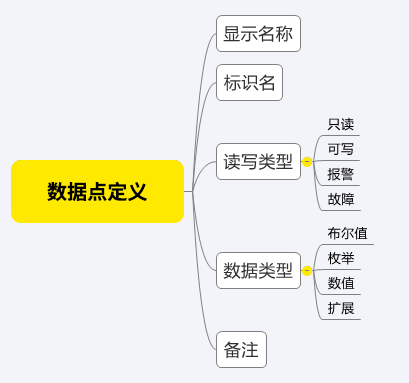 数据点定义
显示名称
标识名
读写类型
只读
可写
报警
故障
数据类型
布尔值
枚举
数值
扩展
备注